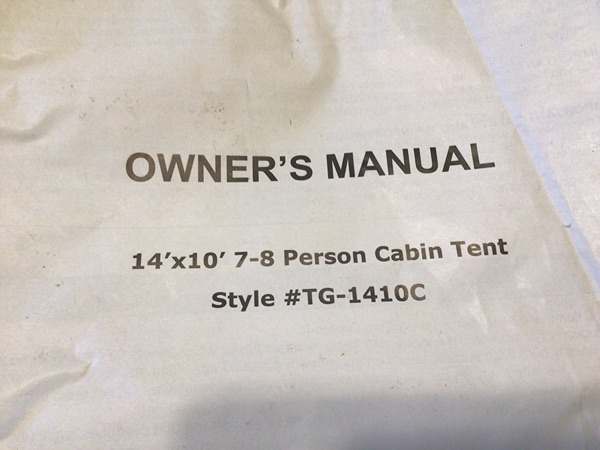 OWNER'S MANUAL
14'x10' 7-8 Person Cabin Tent
Style #TG-1410C